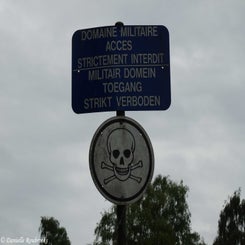 DOMAINE MILITAIRE
ACCES
STRICTEMENT INTERDIT
MILITAIR DOMEIN
TOEGANG
STRIKT VERBODEN